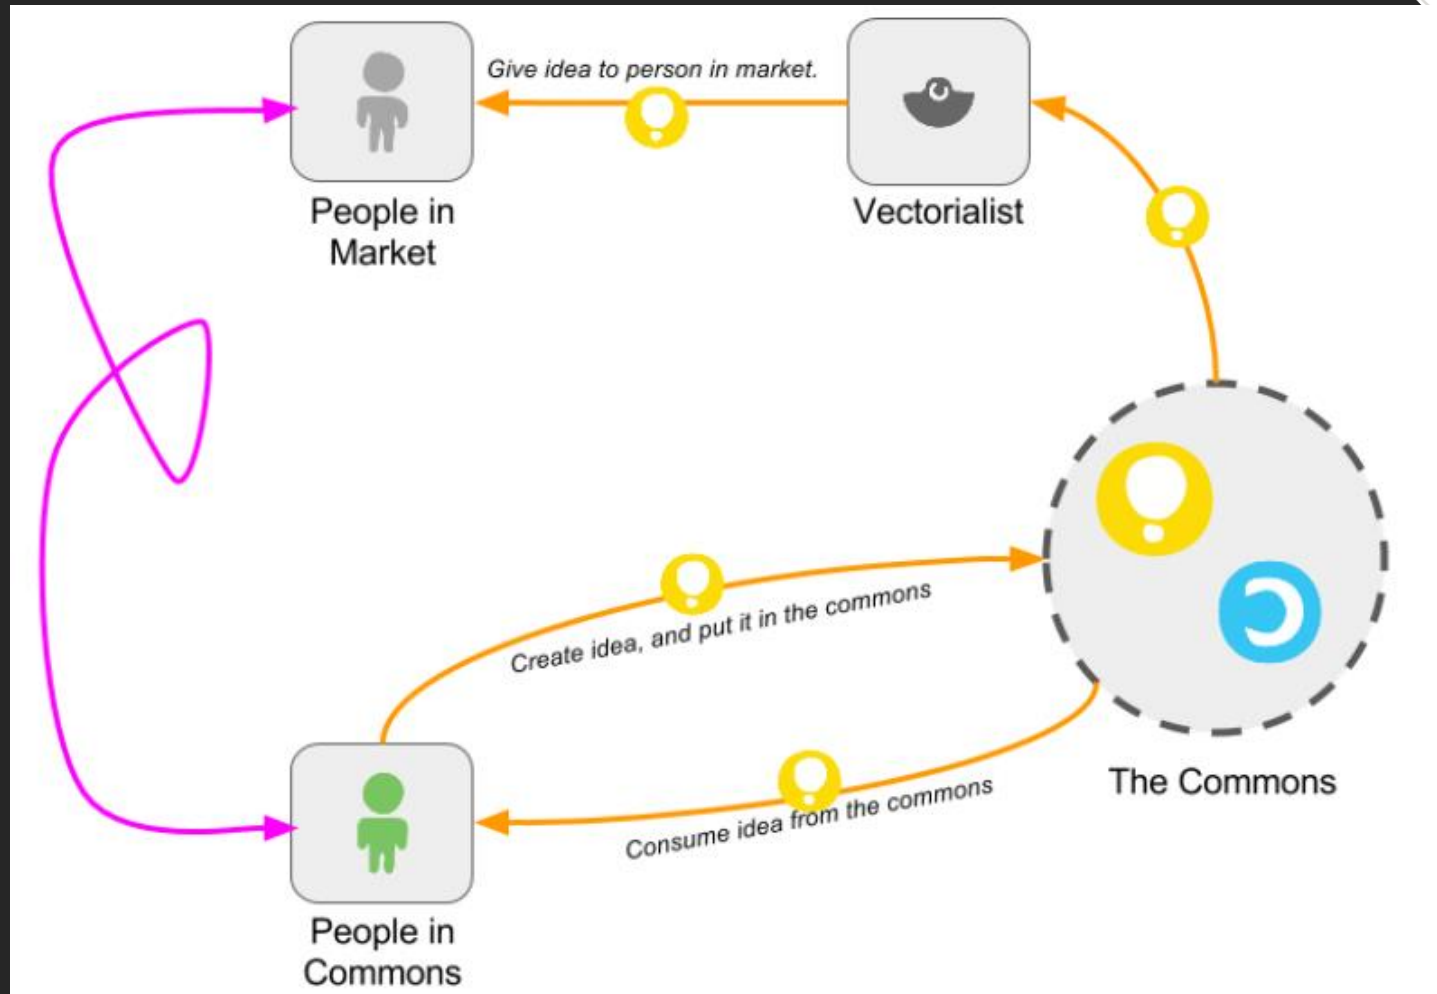 Give idea to person in market.
People in
Market
Vectorialist
Create idea, and put it in the commons
The Commons
Consume idea from the commons
People in
Commons